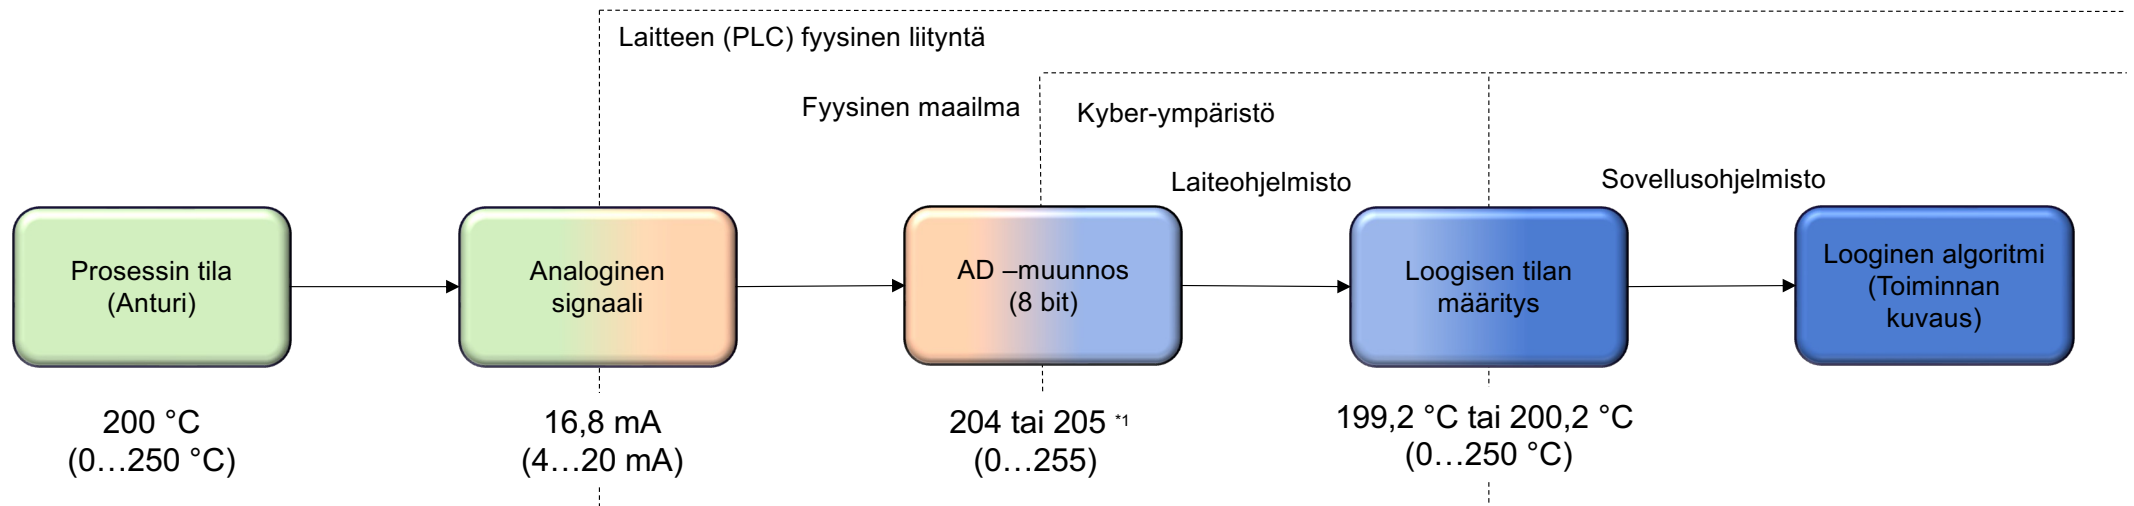 Laitteen (PLC) fyysinen liityntä
Fyysinen maailma
Kyber-ympäristö
Laiteohjelmisto
Sovellusohjelmisto
Prosessin tila
(Anturi)
Analoginen
signaali
AD –muunnos
(8 bit)
Loogisen tilan
määritys
Looginen algoritmi
(Toiminnan
kuvaus)
200 °C
(0…250 °C)
16,8 mA
(4…20 mA)
204 tai 205 *1
(0…255)
199,2 °C tai 200,2 °C
(0…250 °C)